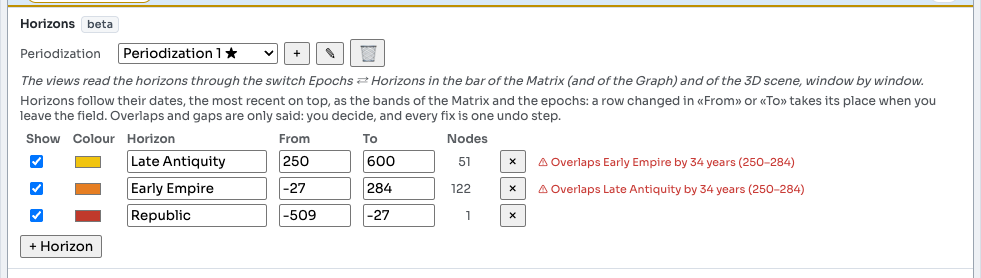 Horizons beta
Periodization Periodization 1 ★ + ✎ 🗑
The views read the horizons through the switch Epochs ⇄ Horizons in the bar of the Matrix (and of the Graph) and of the 3D scene, window by window.
Horizons follow their dates, the most recent on top, as the bands of the Matrix and the epochs: a row changed in «From» or «To» takes its place when you
leave the field. Overlaps and gaps are only said: you decide, and every fix is one undo step.
Show Colour Horizon From To Nodes
Late Antiquity 250 600 51 × ⚠ Overlaps Early Empire by 34 years (250–284)
Early Empire -27 284 122 × ⚠ Overlaps Late Antiquity by 34 years (250–284)
Republic -509 -27 1 ×
+ Horizon